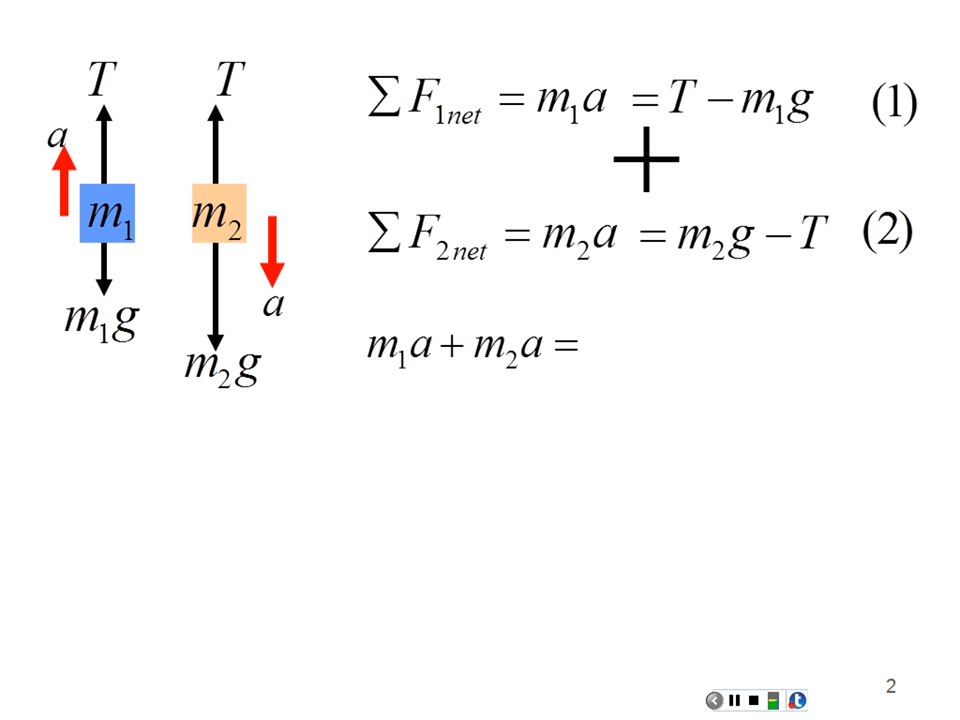 T T
a
m₁ m₂
m₁g
a
m₂g
∑ F₁net = m₁a = T − m₁g (1)
+
∑ F₂net = m₂a = m₂g − T (2)
m₁a + m₂a =
2